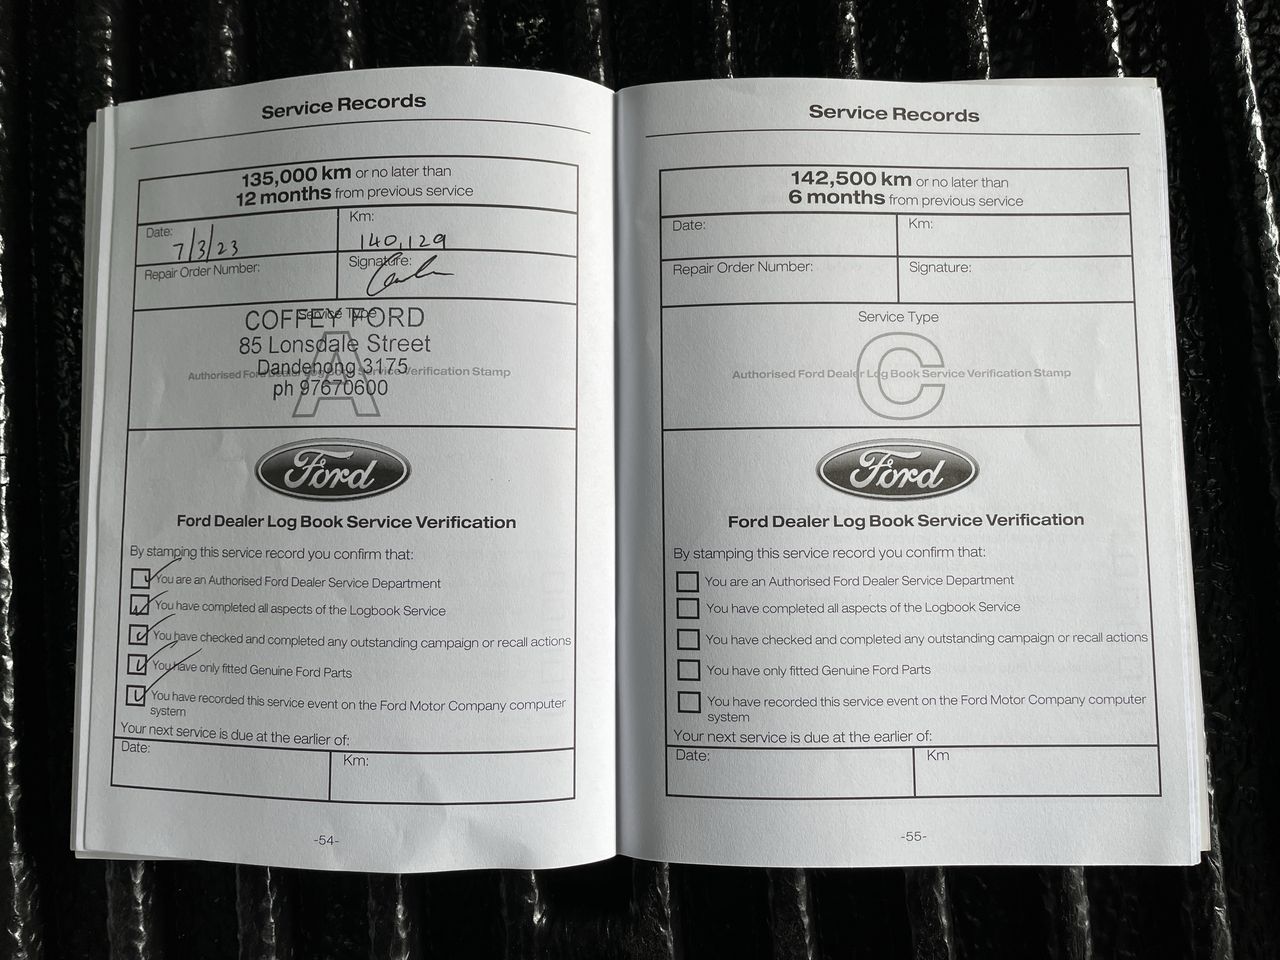 Service Records
135,000 km or no later than
12 months from previous service
Date: 7/3/23
Km: 140,129
Repair Order Number:
Signature:
Service Type
A
Authorised Ford Dealer Log Book Service Verification Stamp
COFFEY FORD
85 Lonsdale Street
Dandenong 3175
ph 97670600
Ford
Ford Dealer Log Book Service Verification
By stamping this service record you confirm that:
You are an Authorised Ford Dealer Service Department
You have completed all aspects of the Logbook Service
You have checked and completed any outstanding campaign or recall actions
You have only fitted Genuine Ford Parts
You have recorded this service event on the Ford Motor Company computer
system
Your next service is due at the earlier of:
Date:
Km:
-54-
Service Records
142,500 km or no later than
6 months from previous service
Date:
Km:
Repair Order Number:
Signature:
Service Type
C
Authorised Ford Dealer Log Book Service Verification Stamp
Ford
Ford Dealer Log Book Service Verification
By stamping this service record you confirm that:
You are an Authorised Ford Dealer Service Department
You have completed all aspects of the Logbook Service
You have checked and completed any outstanding campaign or recall actions
You have only fitted Genuine Ford Parts
You have recorded this service event on the Ford Motor Company computer
system
Your next service is due at the earlier of:
Date:
Km
-55-